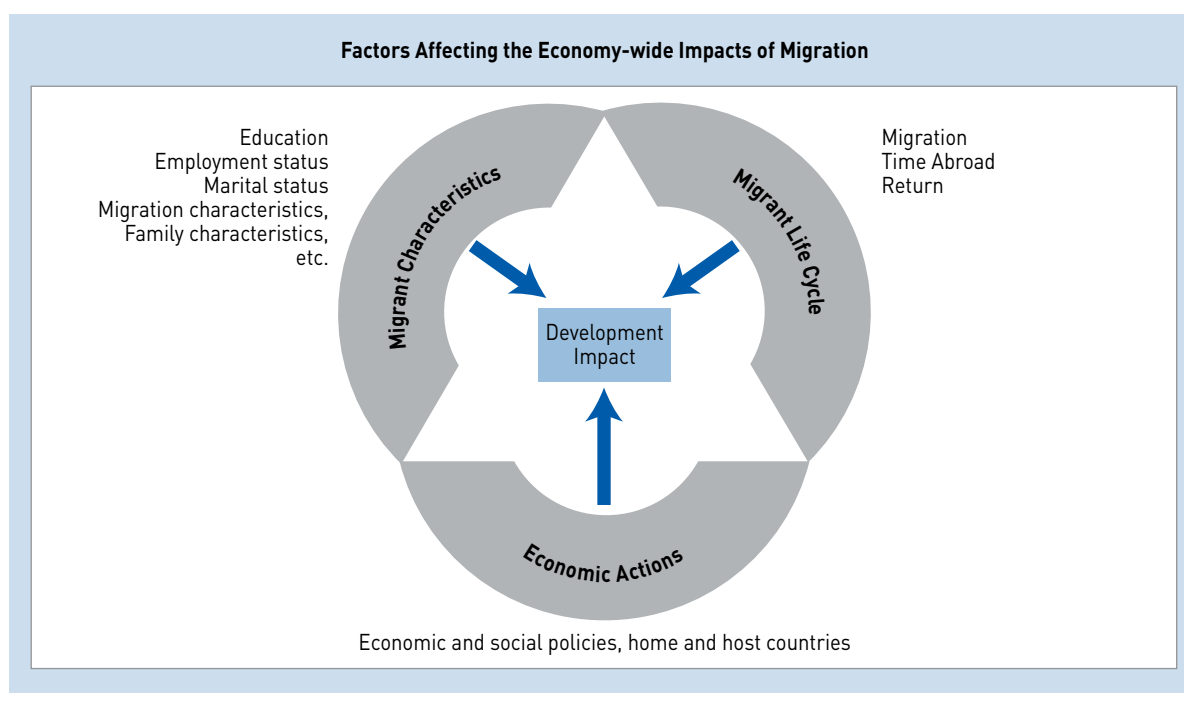 Factors Affecting the Economy-wide Impacts of Migration
Education
Employment status
Marital status
Migration characteristics,
Family characteristics,
etc.
Migrant Characteristics
Migrant Life Cycle
Migration
Time Abroad
Return
Development
Impact
Economic Actions
Economic and social policies, home and host countries